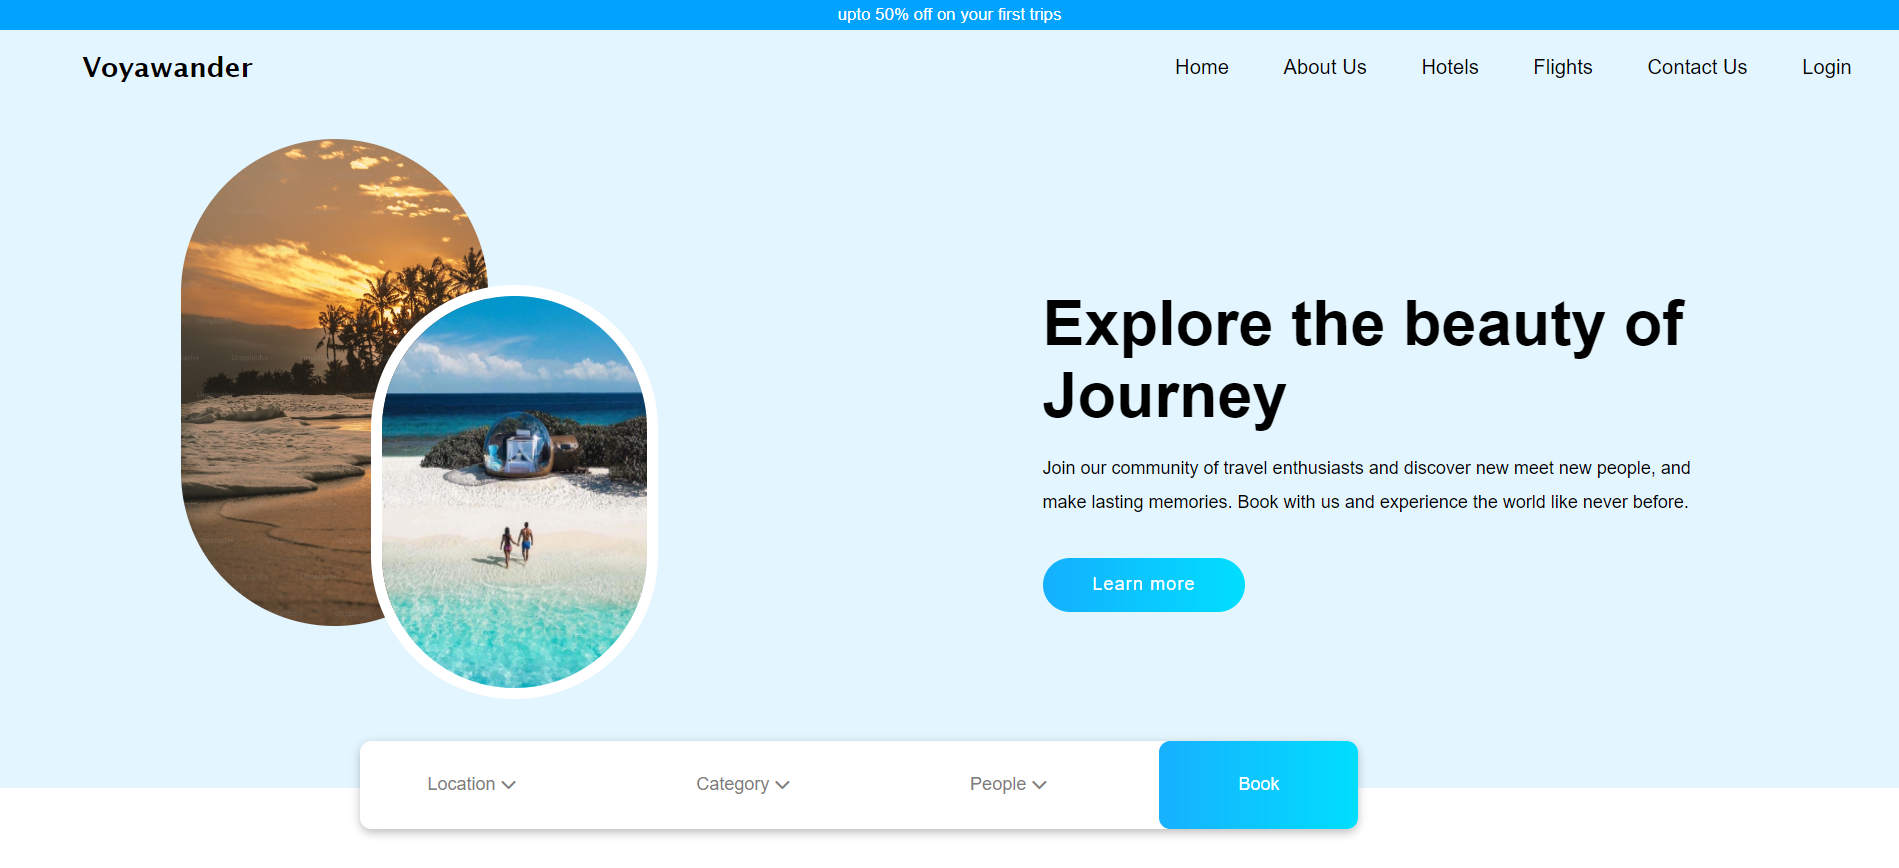 upto 50% off on your first trips
Voyawander
Home About Us Hotels Flights Contact Us Login
Explore the beauty of
Journey
Join our community of travel enthusiasts and discover new meet new people, and
make lasting memories. Book with us and experience the world like never before.
Learn more
Location Category People Book